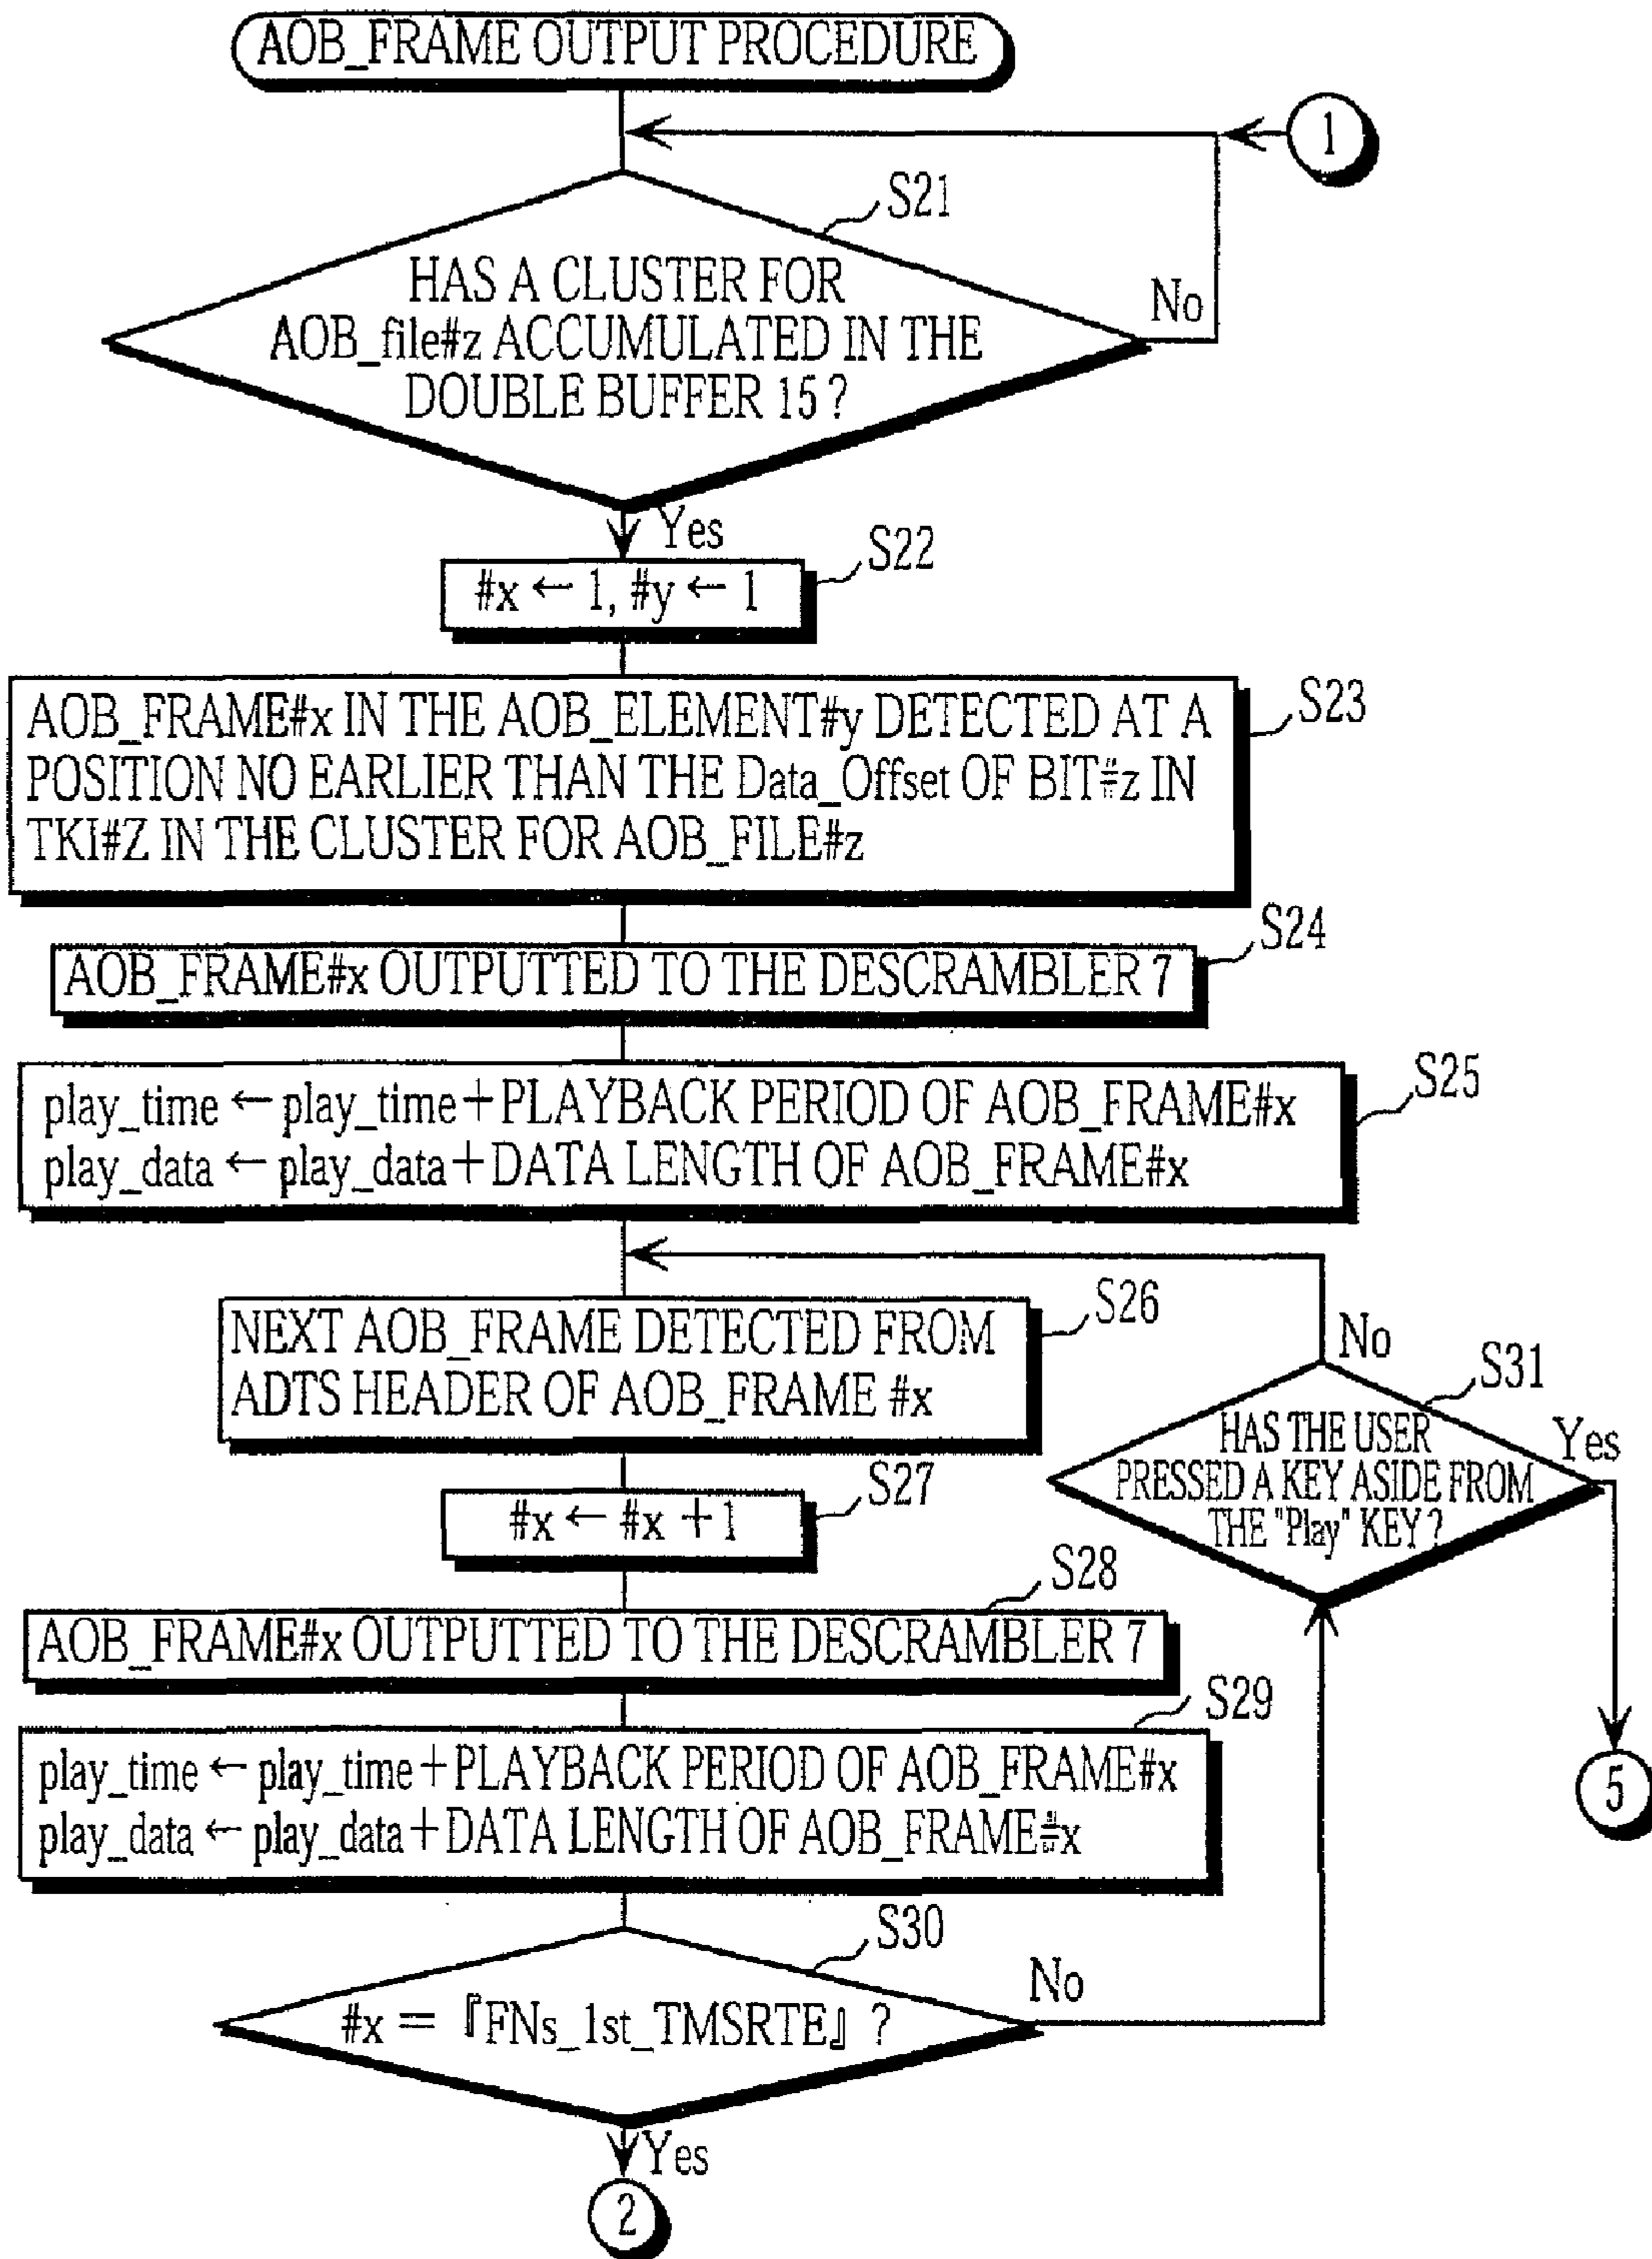 AOB_FRAME OUTPUT PROCEDURE
1
S21
HAS A CLUSTER FOR
AOB_file#z ACCUMULATED IN THE
DOUBLE BUFFER 15?
No
Yes
S22
#x ← 1, #y ← 1
S23
AOB_FRAME#x IN THE AOB_ELEMENT#y DETECTED AT A
POSITION NO EARLIER THAN THE Data_Offset OF BIT#z IN
TKI#Z IN THE CLUSTER FOR AOB_FILE#z
S24
AOB_FRAME#x OUTPUTTED TO THE DESCRAMBLER 7
S25
play_time ← play_time+PLAYBACK PERIOD OF AOB_FRAME#x
play_data ← play_data+DATA LENGTH OF AOB_FRAME#x
S26
NEXT AOB_FRAME DETECTED FROM
ADTS HEADER OF AOB_FRAME #x
No
S31
HAS THE USER
PRESSED A KEY ASIDE FROM
THE "Play" KEY?
Yes
S27
#x ← #x +1
S28
AOB_FRAME#x OUTPUTTED TO THE DESCRAMBLER 7
S29
play_time ← play_time+PLAYBACK PERIOD OF AOB_FRAME#x
play_data ← play_data+DATA LENGTH OF AOB_FRAME#x
5
S30
#x = 『FNs_1st_TMSRTE』?
No
Yes
2